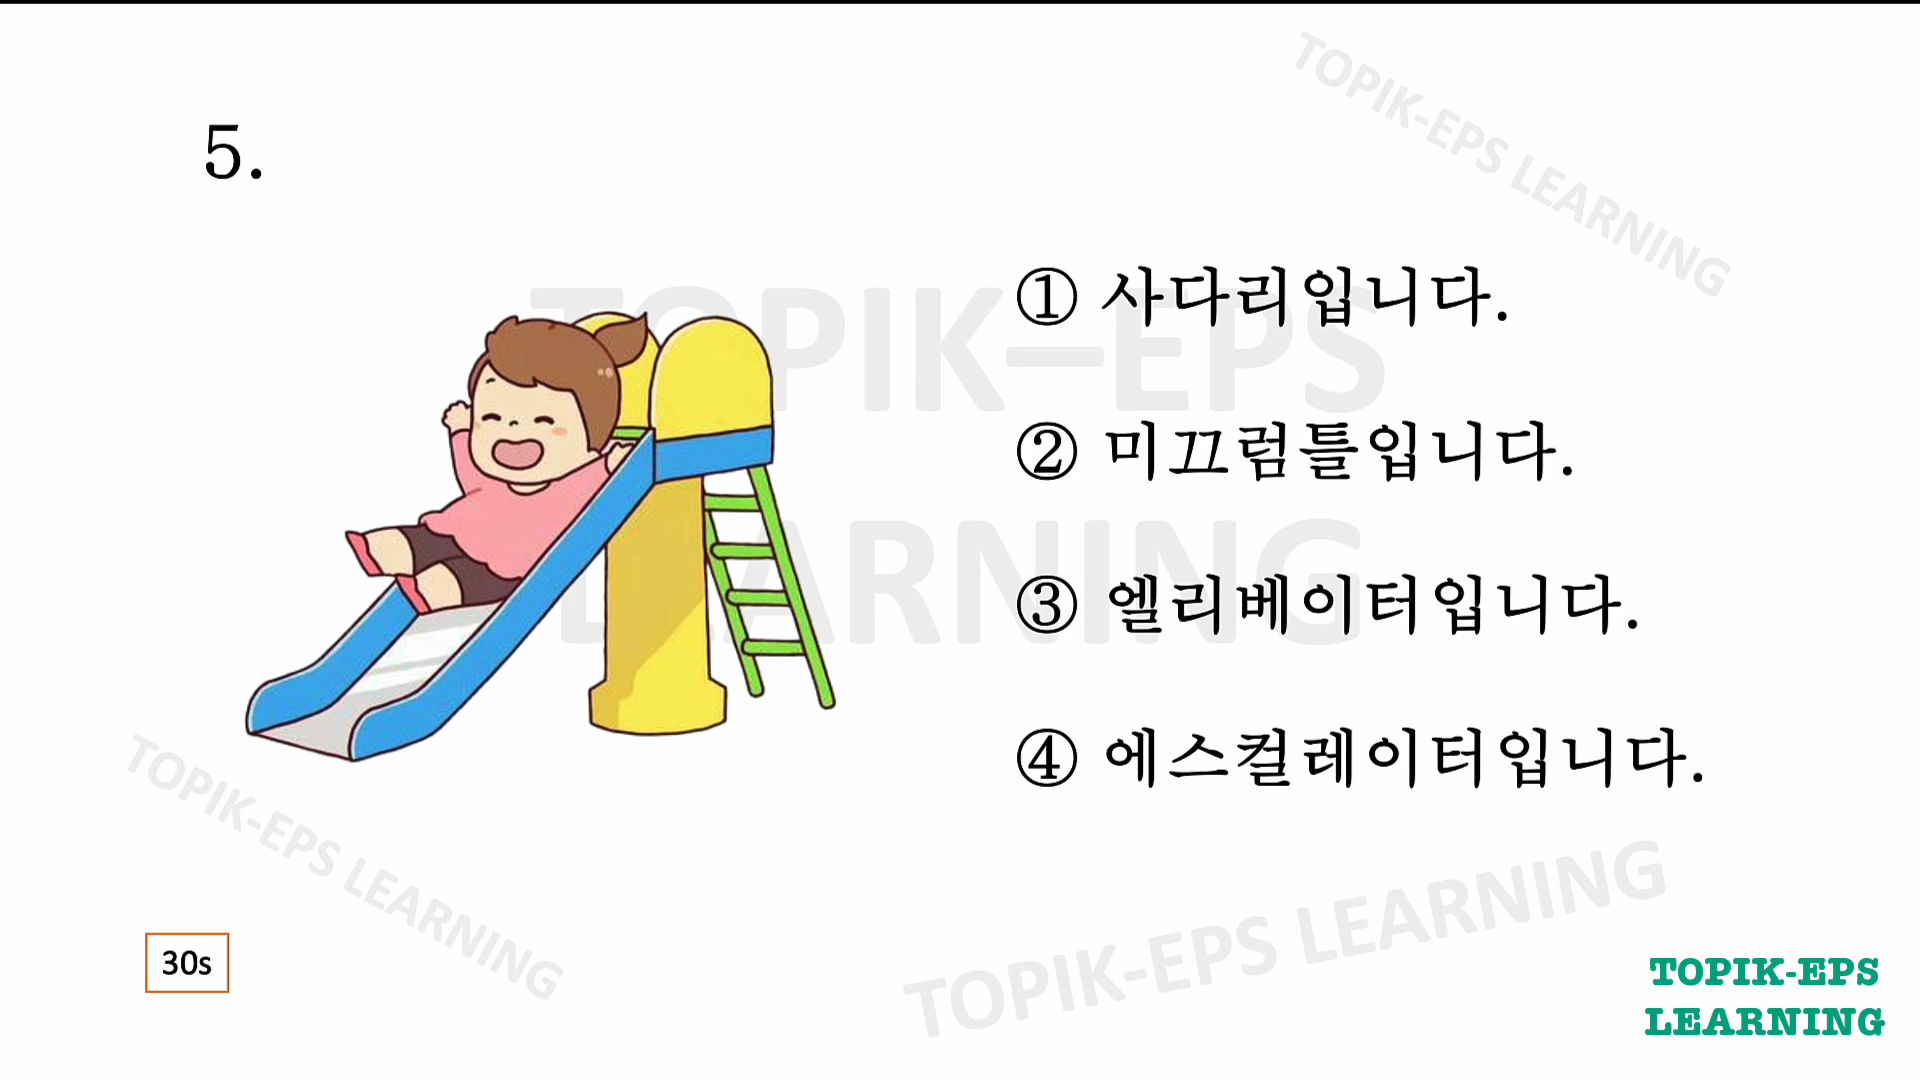 TOPIK-EPS LEARNING
5.
① 사다리입니다.
TOPIK-EPS
② 미끄럼틀입니다.
LEARNING
③ 엘리베이터입니다.
④ 에스컬레이터입니다.
TOPIK-EPS LEARNING
TOPIK-EPS LEARNING
30s
TOPIK-EPS
LEARNING